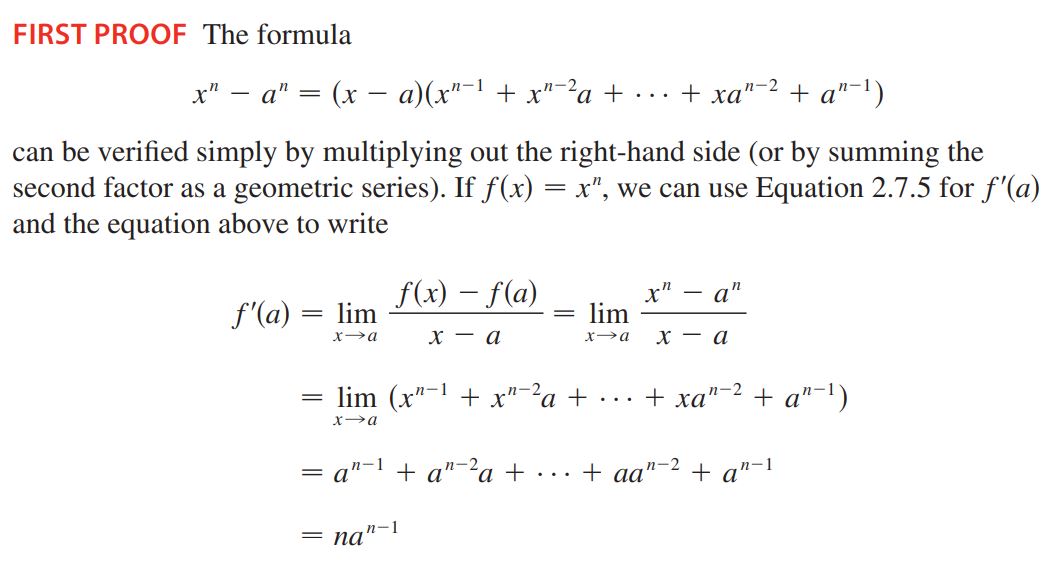 FIRST PROOF The formula
xⁿ − aⁿ = (x − a)(xⁿ⁻¹ + xⁿ⁻²a + ⋯ + xaⁿ⁻² + aⁿ⁻¹)
can be verified simply by multiplying out the right-hand side (or by summing the
second factor as a geometric series). If f(x) = xⁿ, we can use Equation 2.7.5 for f′(a)
and the equation above to write
f′(a) = lim_{x→a} (f(x) − f(a))/(x − a) = lim_{x→a} (xⁿ − aⁿ)/(x − a)
= lim_{x→a} (xⁿ⁻¹ + xⁿ⁻²a + ⋯ + xaⁿ⁻² + aⁿ⁻¹)
= aⁿ⁻¹ + aⁿ⁻²a + ⋯ + aaⁿ⁻² + aⁿ⁻¹
= naⁿ⁻¹